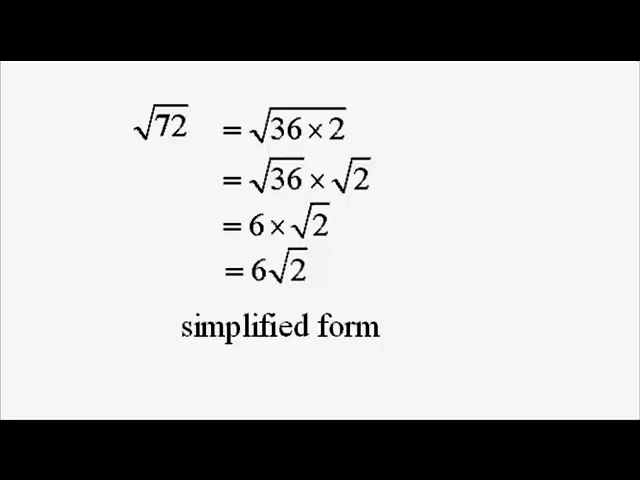 √72 = √36 × 2
= √36 × √2
= 6 × √2
= 6√2
simplified form